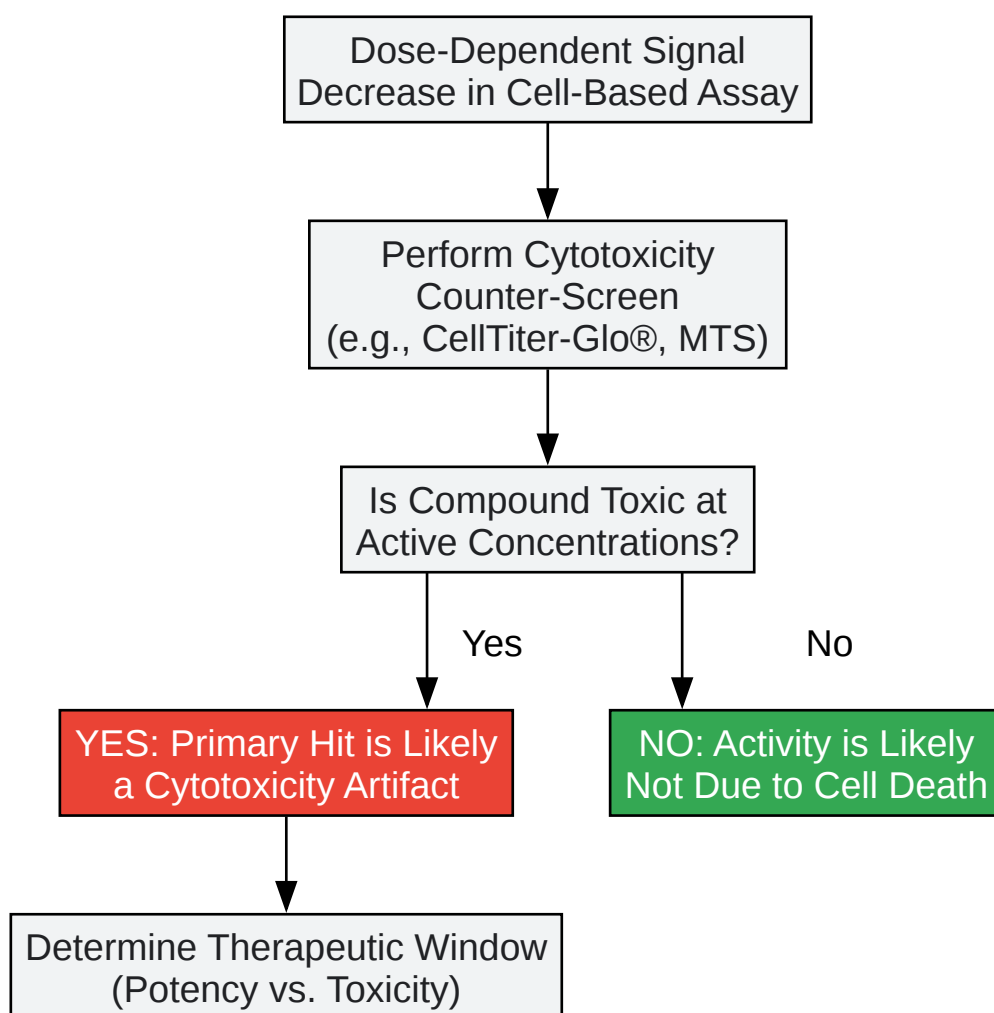 Dose-Dependent Signal
Decrease in Cell-Based Assay
Perform Cytotoxicity
Counter-Screen
(e.g., CellTiter-Glo®, MTS)
Is Compound Toxic at
Active Concentrations?
Yes
No
YES: Primary Hit is Likely
a Cytotoxicity Artifact
NO: Activity is Likely
Not Due to Cell Death
Determine Therapeutic Window
(Potency vs. Toxicity)